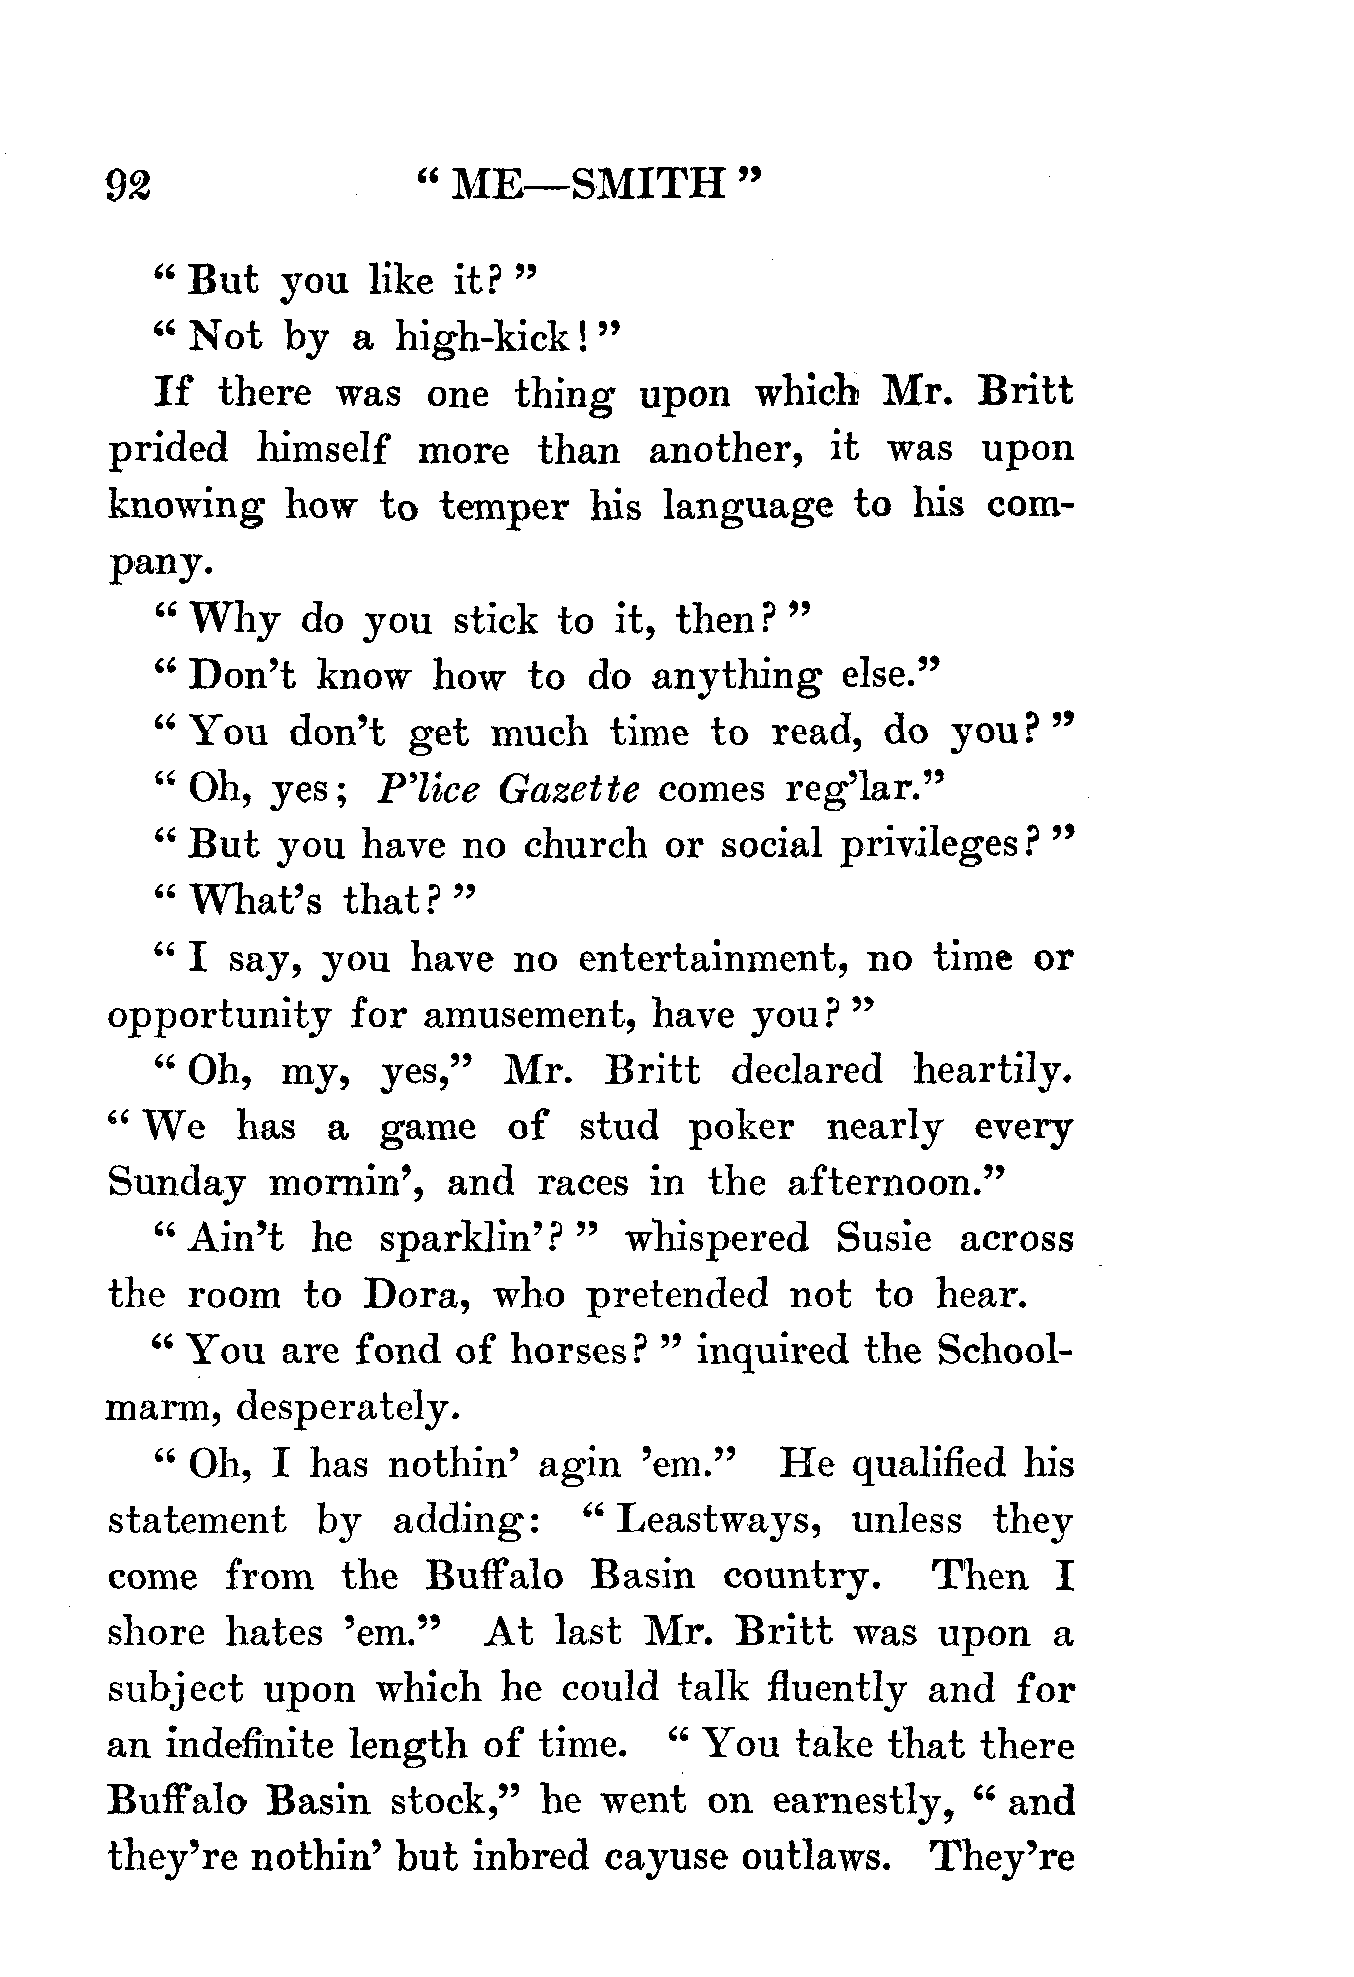 92 “ ME—SMITH ”
“ But you like it? ”
“ Not by a high-kick! ”
If there was one thing upon which Mr. Britt
prided himself more than another, it was upon
knowing how to temper his language to his com-
pany.
“ Why do you stick to it, then? ”
“ Don’t know how to do anything else.”
“ You don’t get much time to read, do you? ”
“ Oh, yes; P’lice Gazette comes reg’lar.”
“ But you have no church or social privileges? ”
“ What’s that? ”
“ I say, you have no entertainment, no time or
opportunity for amusement, have you? ”
“ Oh, my, yes,” Mr. Britt declared heartily.
“ We has a game of stud poker nearly every
Sunday mornin’, and races in the afternoon.”
“ Ain’t he sparklin’? ” whispered Susie across
the room to Dora, who pretended not to hear.
“ You are fond of horses? ” inquired the School-
marm, desperately.
“ Oh, I has nothin’ agin ’em.” He qualified his
statement by adding: “ Leastways, unless they
come from the Buffalo Basin country. Then I
shore hates ’em.” At last Mr. Britt was upon a
subject upon which he could talk fluently and for
an indefinite length of time. “ You take that there
Buffalo Basin stock,” he went on earnestly, “ and
they’re nothin’ but inbred cayuse outlaws. They’re